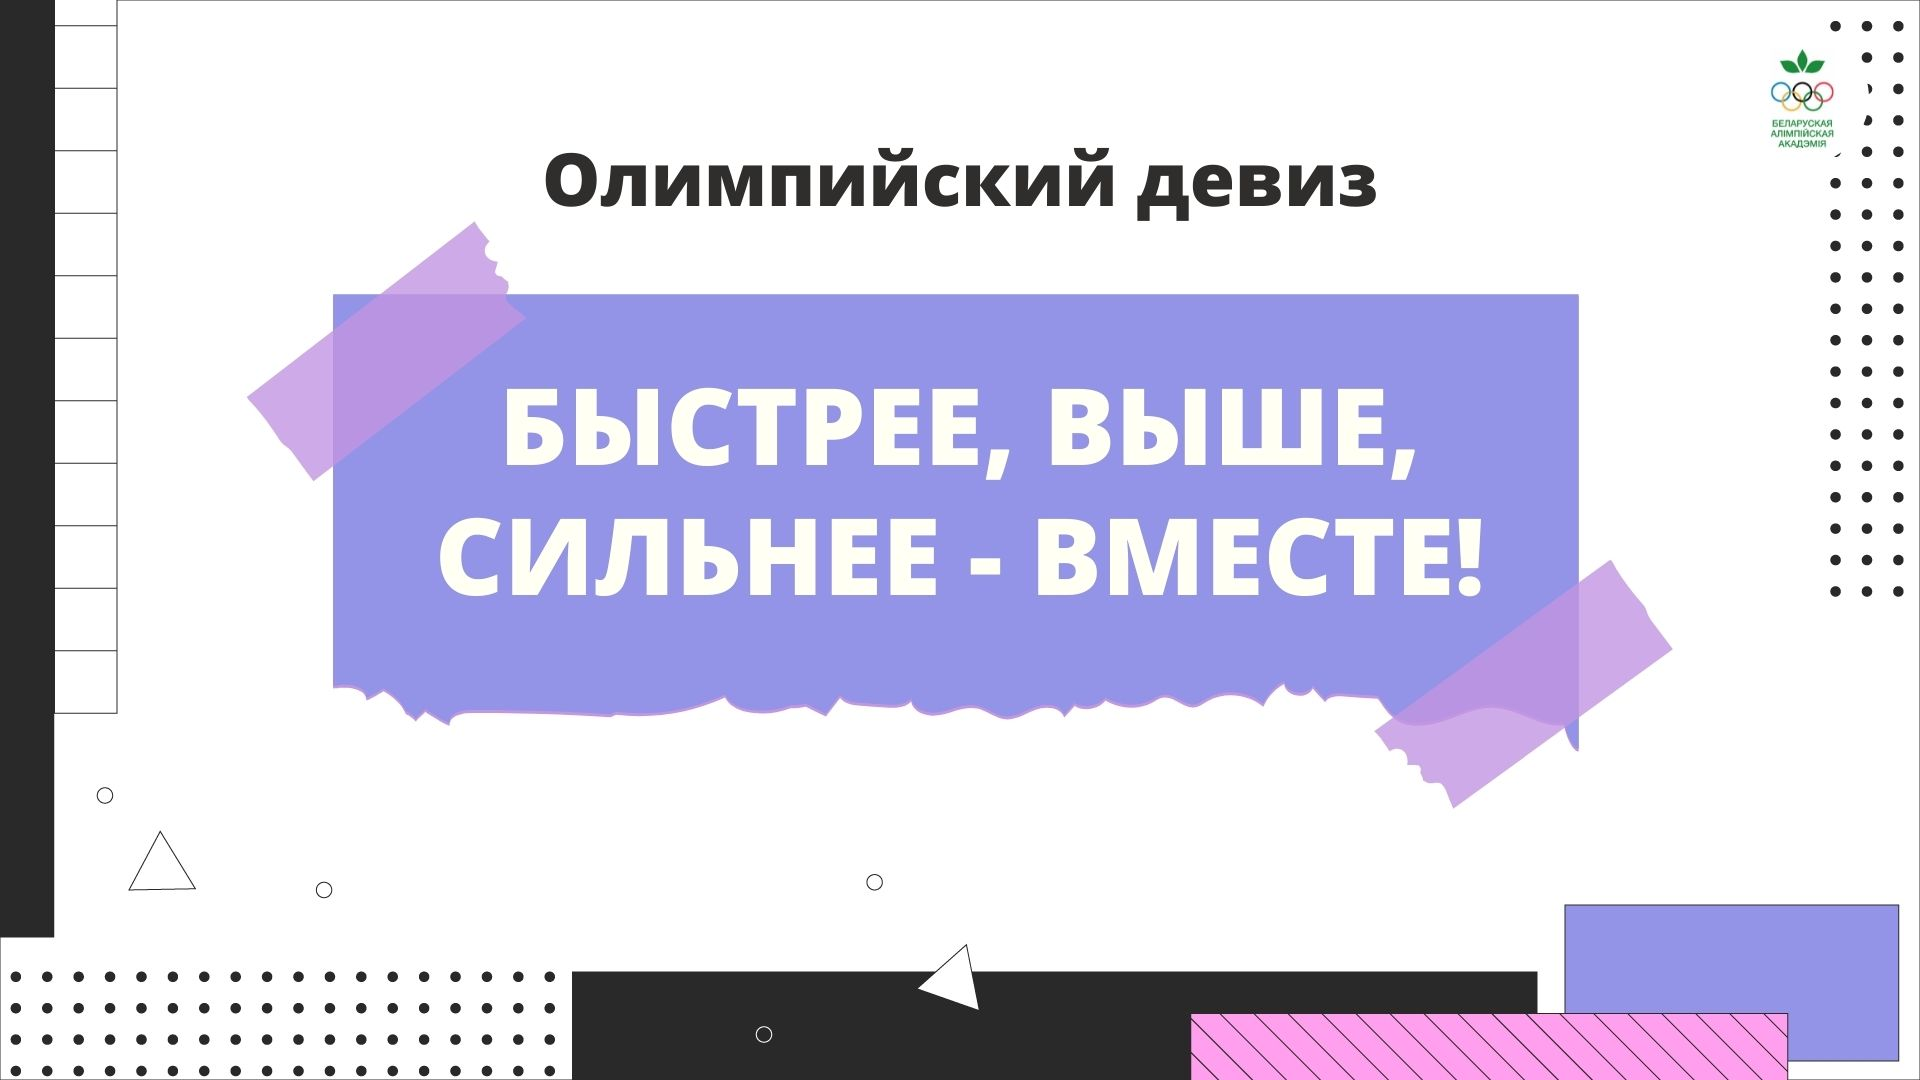 БЕЛАРУСКАЯ
АЛІМПІЙСКАЯ
АКАДЭМІЯ
Олимпийский девиз
БЫСТРЕЕ, ВЫШЕ,
СИЛЬНЕЕ - ВМЕСТЕ!